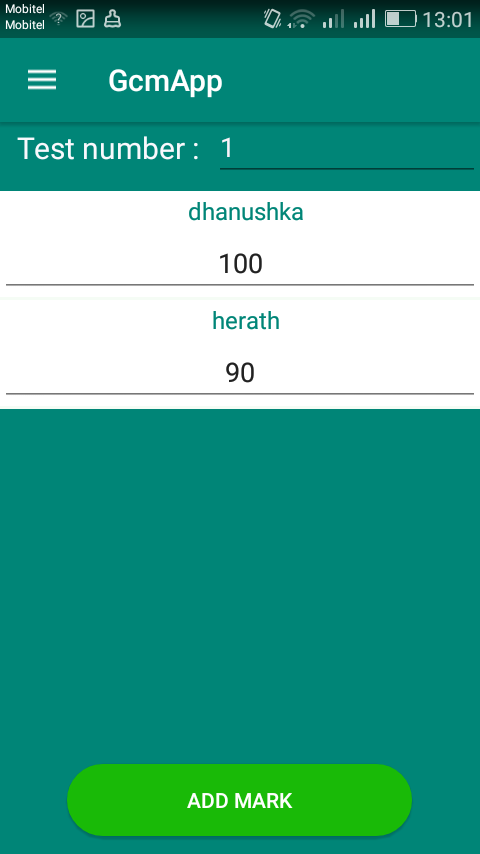 Mobitel
Mobitel
13:01
GcmApp
Test number : 1
dhanushka
100
herath
90
ADD MARK